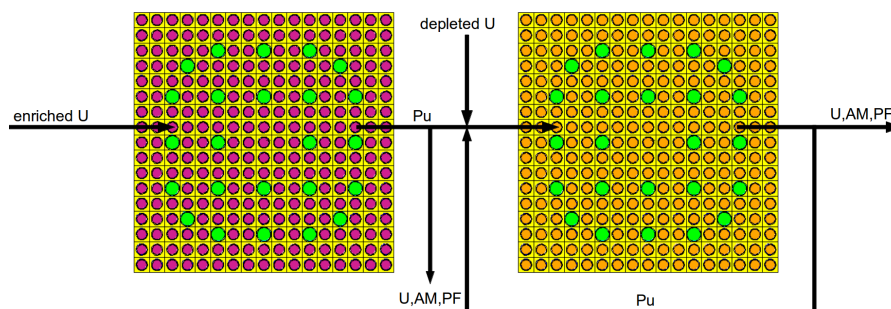 depleted U
enriched U
Pu
U,AM,PF
U,AM,PF
Pu